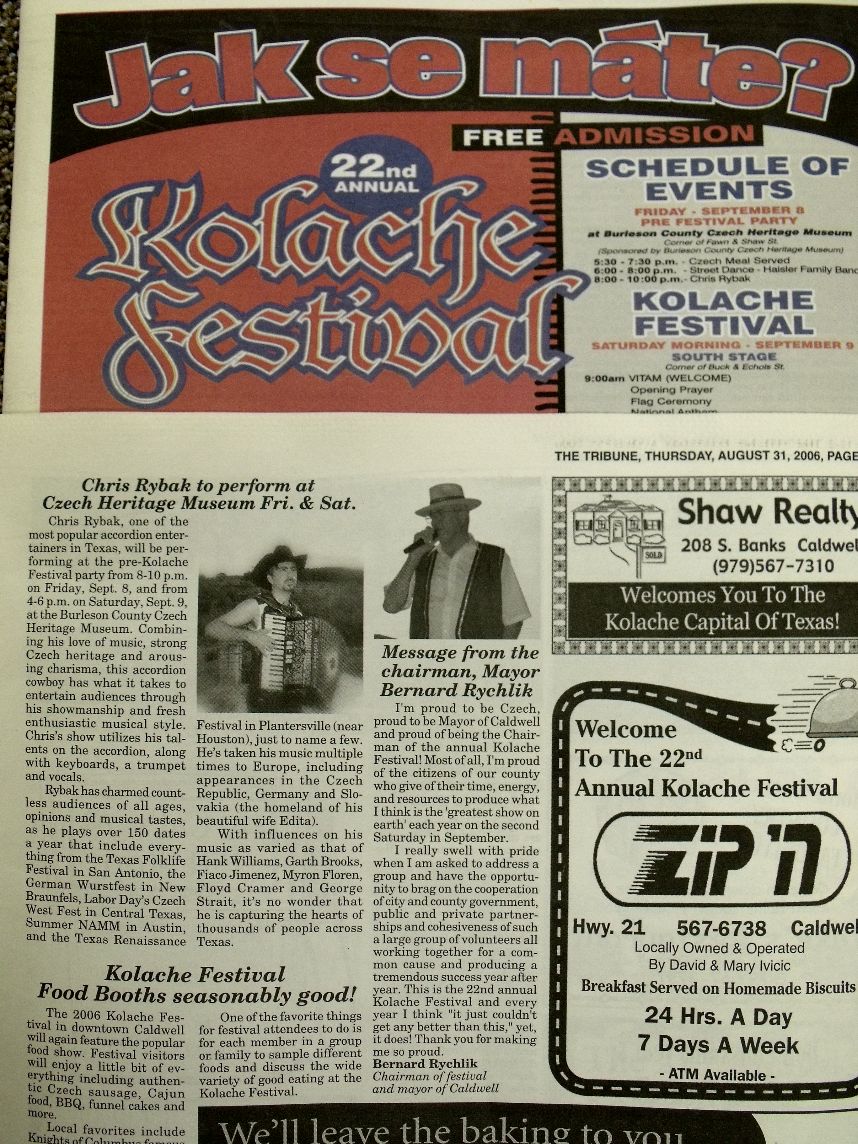 Jak se máte?
FREE ADMISSION
22nd
ANNUAL
Kolache
Festival
SCHEDULE OF
EVENTS
FRIDAY - SEPTEMBER 8
PRE FESTIVAL PARTY
at Burleson County Czech Heritage Museum
Corner of Fawn & Shaw St.
(Sponsored by Burleson County Czech Heritage Museum)
5:30 - 7:30 p.m. - Czech Meal Served
6:00 - 8:00 p.m. - Street Dance - Haisler Family Band
8:00 - 10:00 p.m.- Chris Rybak
KOLACHE
FESTIVAL
SATURDAY MORNING - SEPTEMBER 9
SOUTH STAGE
Corner of Buck & Echols St.
9:00am VITAM (WELCOME)
Opening Prayer
Flag Ceremony
National Anthem
THE TRIBUNE, THURSDAY, AUGUST 31, 2006, PAGE
Chris Rybak to perform at
Czech Heritage Museum Fri. & Sat.
Chris Rybak, one of the
most popular accordion enter-
tainers in Texas, will be per-
forming at the pre-Kolache
Festival party from 8-10 p.m.
on Friday, Sept. 8, and from
4-6 p.m. on Saturday, Sept. 9,
at the Burleson County Czech
Heritage Museum. Combin-
ing his love of music, strong
Czech heritage and arous-
ing charisma, this accordion
cowboy has what it takes to
entertain audiences through
his showmanship and fresh
enthusiastic musical style.
Chris's show utilizes his tal-
ents on the accordion, along
with keyboards, a trumpet
and vocals.
Rybak has charmed count-
less audiences of all ages,
opinions and musical tastes,
as he plays over 150 dates
a year that include every-
thing from the Texas Folklife
Festival in San Antonio, the
German Wurstfest in New
Braunfels, Labor Day's Czech
West Fest in Central Texas,
Summer NAMM in Austin,
and the Texas Renaissance
Festival in Plantersville (near
Houston), just to name a few.
He's taken his music multiple
times to Europe, including
appearances in the Czech
Republic, Germany and Slo-
vakia (the homeland of his
beautiful wife Edita).
With influences on his
music as varied as that of
Hank Williams, Garth Brooks,
Fiaco Jimenez, Myron Floren,
Floyd Cramer and George
Strait, it's no wonder that
he is capturing the hearts of
thousands of people across
Texas.
Message from the
chairman, Mayor
Bernard Rychlik
I'm proud to be Czech,
proud to be Mayor of Caldwell
and proud of being the Chair-
man of the annual Kolache
Festival! Most of all, I'm proud
of the citizens of our county
who give of their time, energy,
and resources to produce what
I think is the 'greatest show on
earth' each year on the second
Saturday in September.
I really swell with pride
when I am asked to address a
group and have the opportu-
nity to brag on the cooperation
of city and county government,
public and private partner-
ships and cohesiveness of such
a large group of volunteers all
working together for a com-
mon cause and producing a
tremendous success year after
year. This is the 22nd annual
Kolache Festival and every
year I think "it just couldn't
get any better than this," yet,
it does! Thank you for making
me so proud.
Bernard Rychlik
Chairman of festival
and mayor of Caldwell
Kolache Festival
Food Booths seasonably good!
The 2006 Kolache Fes-
tival in downtown Caldwell
will again feature the popular
food show. Festival visitors
will enjoy a little bit of ev-
erything including authen-
tic Czech sausage, Cajun
food, BBQ, funnel cakes and
more.
Local favorites include
Knights of Columbus famous
One of the favorite things
for festival attendees to do is
for each member in a group
or family to sample different
foods and discuss the wide
variety of good eating at the
Kolache Festival.
Shaw Realty
208 S. Banks Caldwel
(979)567-7310
SOLD
Welcomes You To The
Kolache Capital Of Texas!
Welcome
To The 22nd
Annual Kolache Festival
ZIP 'N
Hwy. 21 567-6738 Caldwel
Locally Owned & Operated
By David & Mary Ivicic
Breakfast Served on Homemade Biscuits
24 Hrs. A Day
7 Days A Week
- ATM Available -
We'll leave the baking to you